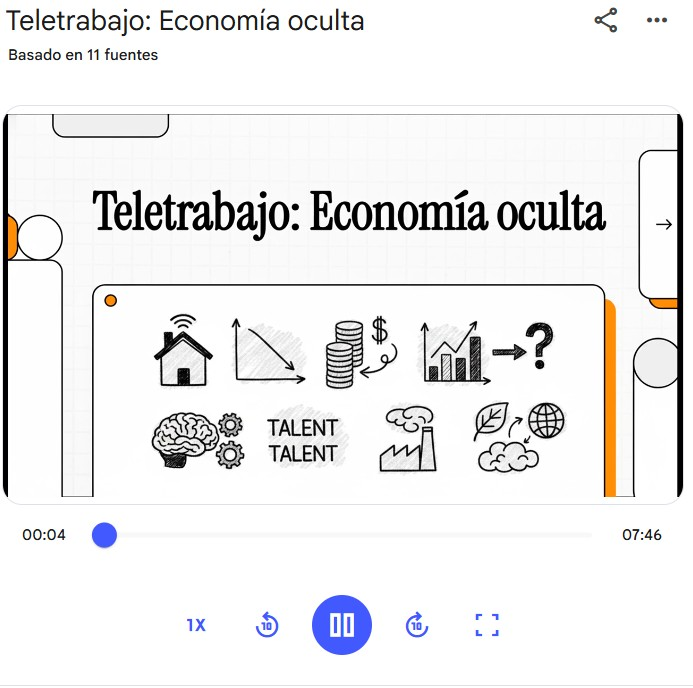 Teletrabajo: Economía oculta
Basado en 11 fuentes
Teletrabajo: Economía oculta
$
?
TALENT
TALENT
00:04
07:46
1X
10
10